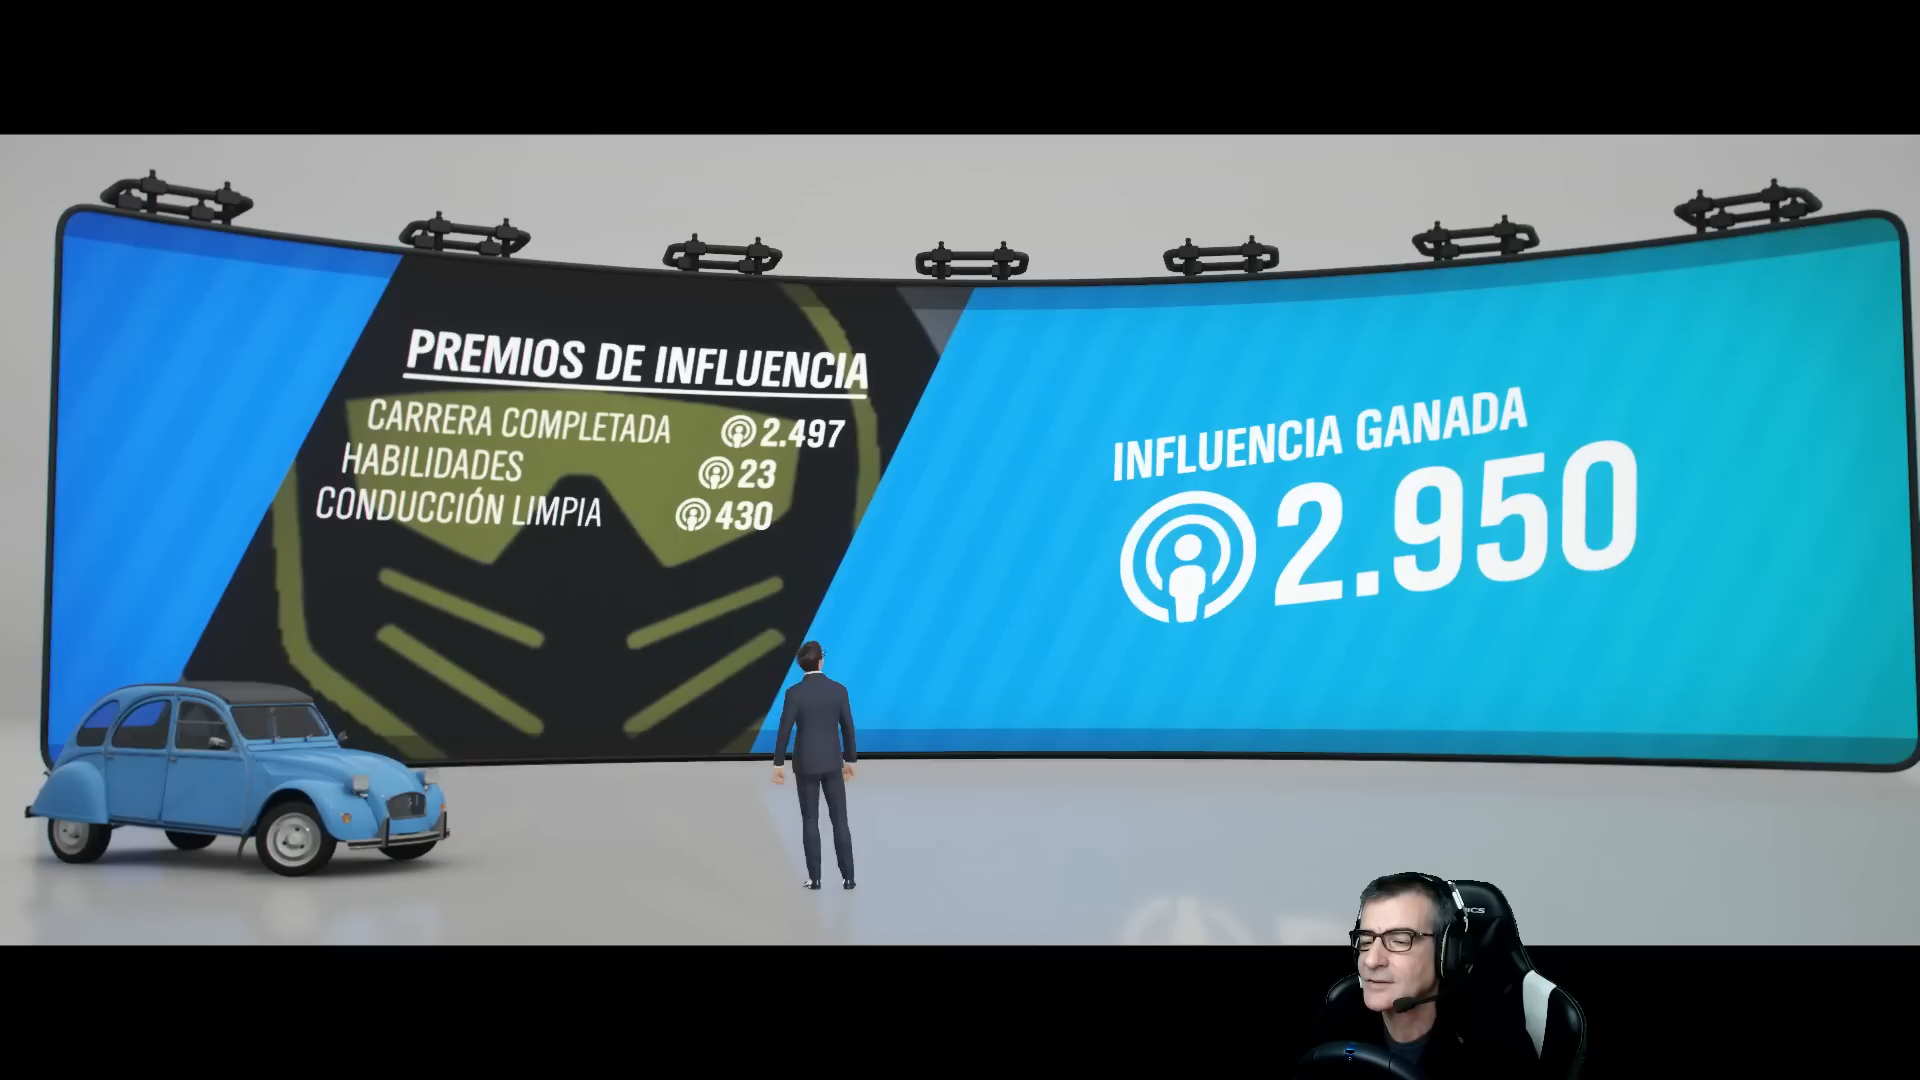 PREMIOS DE INFLUENCIA
CARRERA COMPLETADA 2.497
HABILIDADES 23
CONDUCCIÓN LIMPIA 430
INFLUENCIA GANADA
2.950